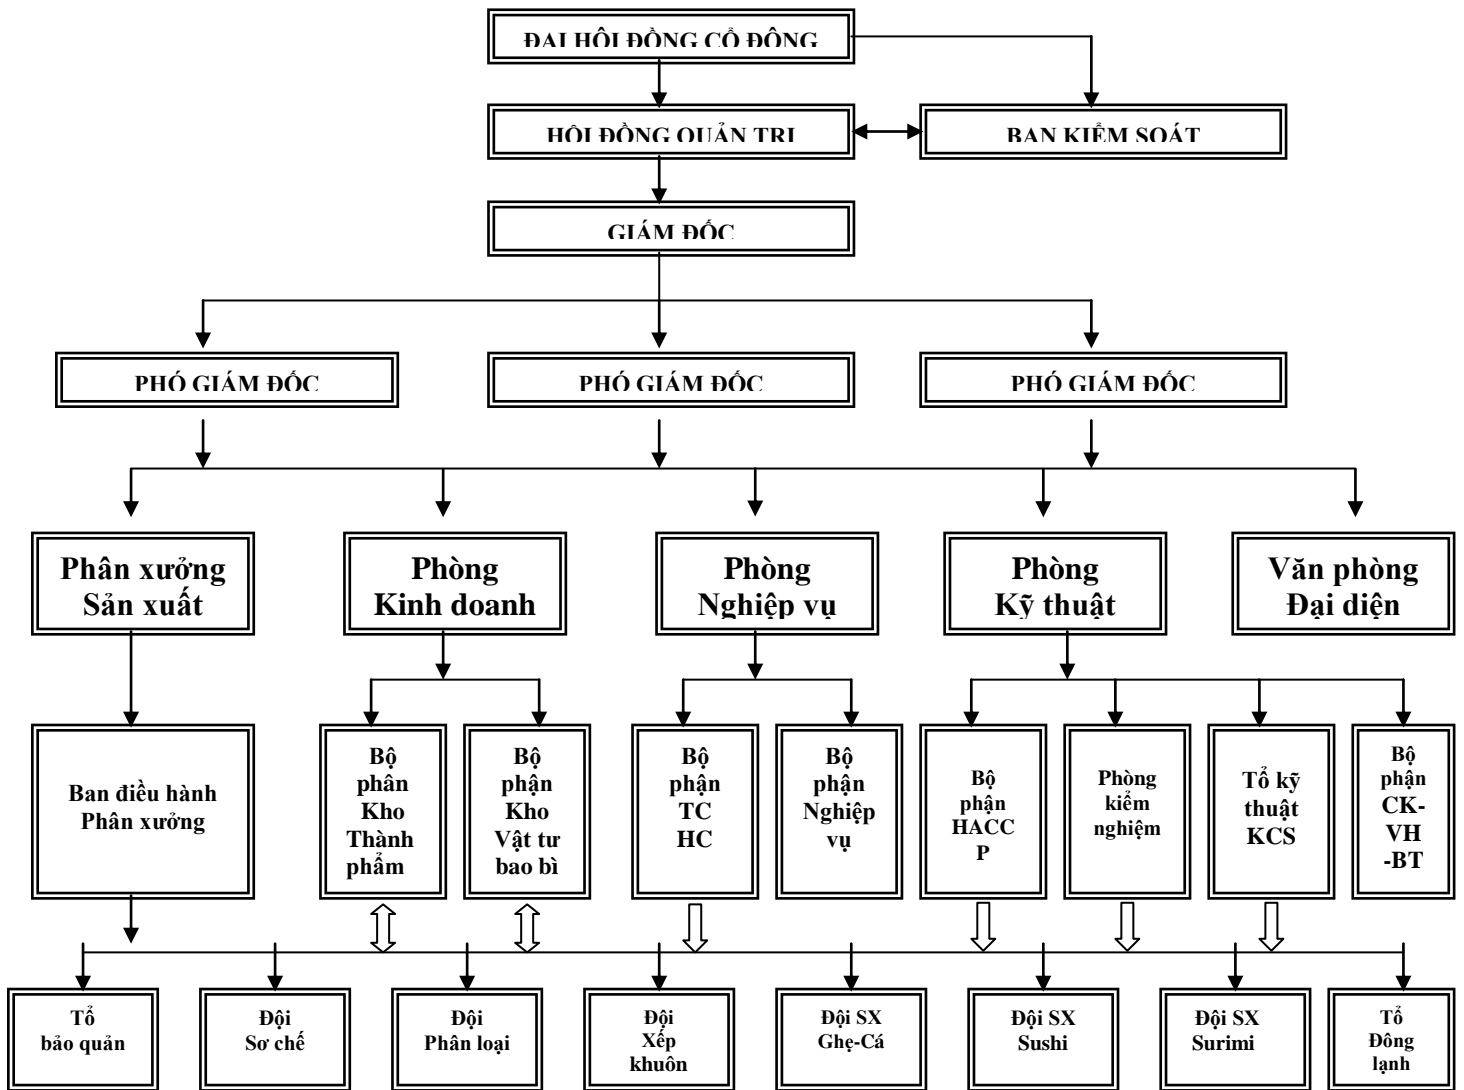 ĐẠI HỘI ĐỒNG CỔ ĐÔNG
HỘI ĐỒNG QUẢN TRỊ
BAN KIỂM SOÁT
GIÁM ĐỐC
PHÓ GIÁM ĐỐC
PHÓ GIÁM ĐỐC
PHÓ GIÁM ĐỐC
Phân xưởng
Sản xuất
Phòng
Kinh doanh
Phòng
Nghiệp vụ
Phòng
Kỹ thuật
Văn phòng
Đại diện
Ban điều hành
Phân xưởng
Bộ
phân
Kho
Thành
phẩm
Bộ
phận
Kho
Vật tư
bao bì
Bộ
phận
TC
HC
Bộ
phận
Nghiệp
vụ
Bộ
phận
HACC
P
Phòng
kiểm
nghiệm
Tổ kỹ
thuật
KCS
Bộ
phận
CK-
VH
-BT
Tổ
bảo quản
Đội
Sơ chế
Đội
Phân loại
Đội
Xếp
khuôn
Đội SX
Ghẹ-Cá
Đội SX
Sushi
Đội SX
Surimi
Tổ
Đông
lạnh